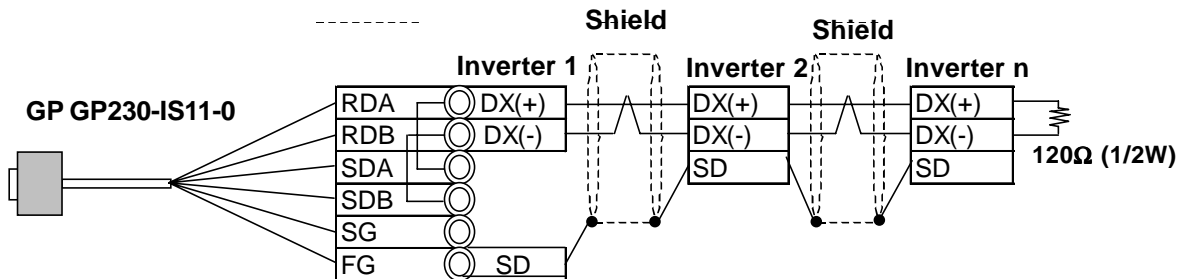 Shield
Shield
Inverter 1
Inverter 2
Inverter n
GP GP230-IS11-0
RDA DX(+) DX(+) DX(+)
RDB DX(-) DX(-) DX(-)
SDA SD SD
120Ω (1/2W)
SDB
SG
FG SD